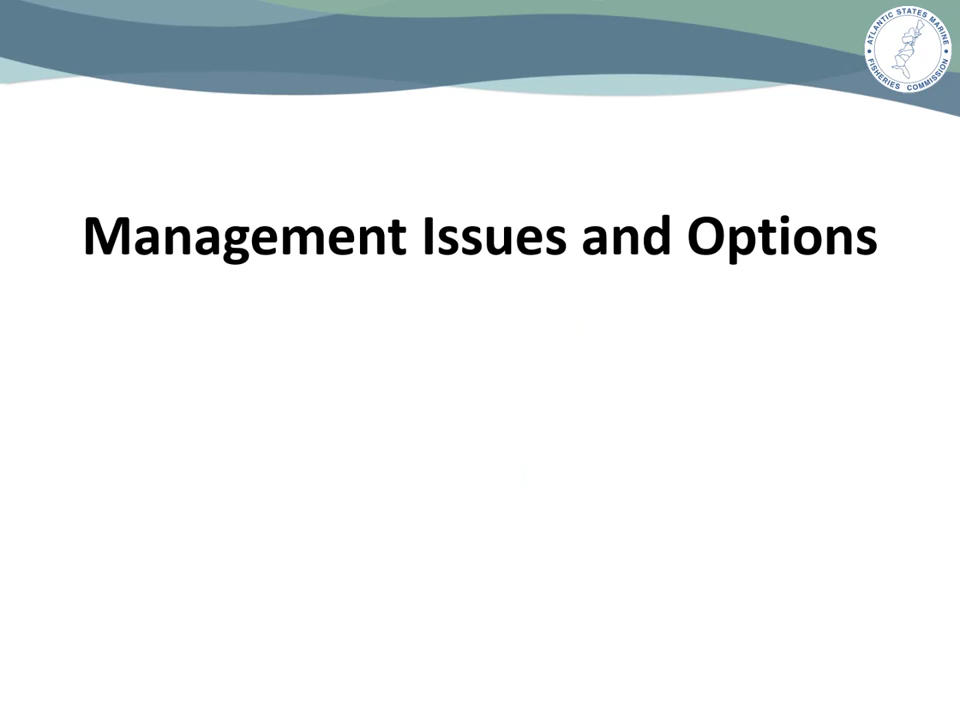 ATLANTIC STATES MARINE
FISHERIES COMMISSION
Management Issues and Options